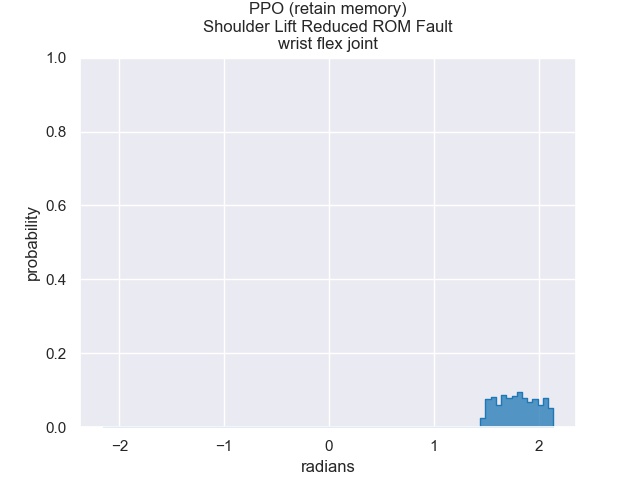 PPO (retain memory)
Shoulder Lift Reduced ROM Fault
wrist flex joint
1.0
0.8
0.6
0.4
0.2
0.0
probability
−2
−1
0
1
2
radians